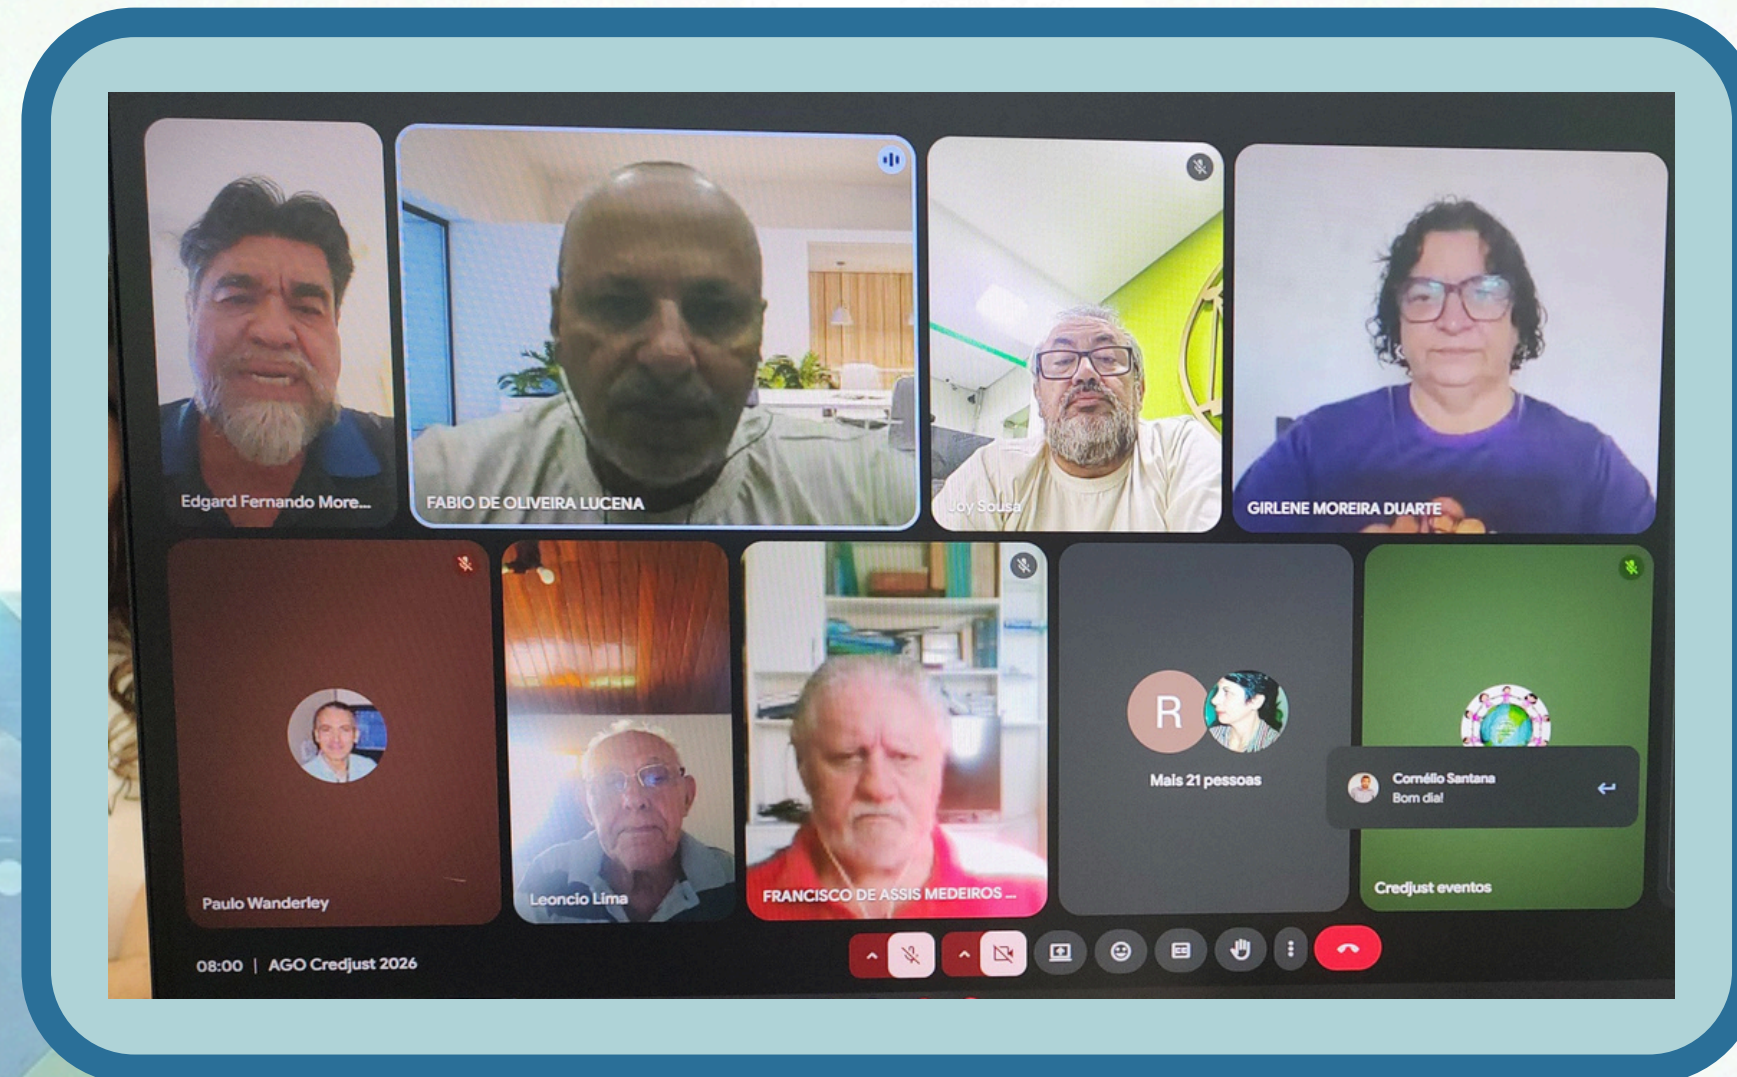 Edgard Fernando More...
FABIO DE OLIVEIRA LUCENA
Joy Sousa
GIRLENE MOREIRA DUARTE
Paulo Wanderley
Leoncio Lima
FRANCISCO DE ASSIS MEDEIROS ...
R
Mais 21 pessoas
Cornélio Santana
Bom dia!
Credjust eventos
08:00 | AGO Credjust 2026